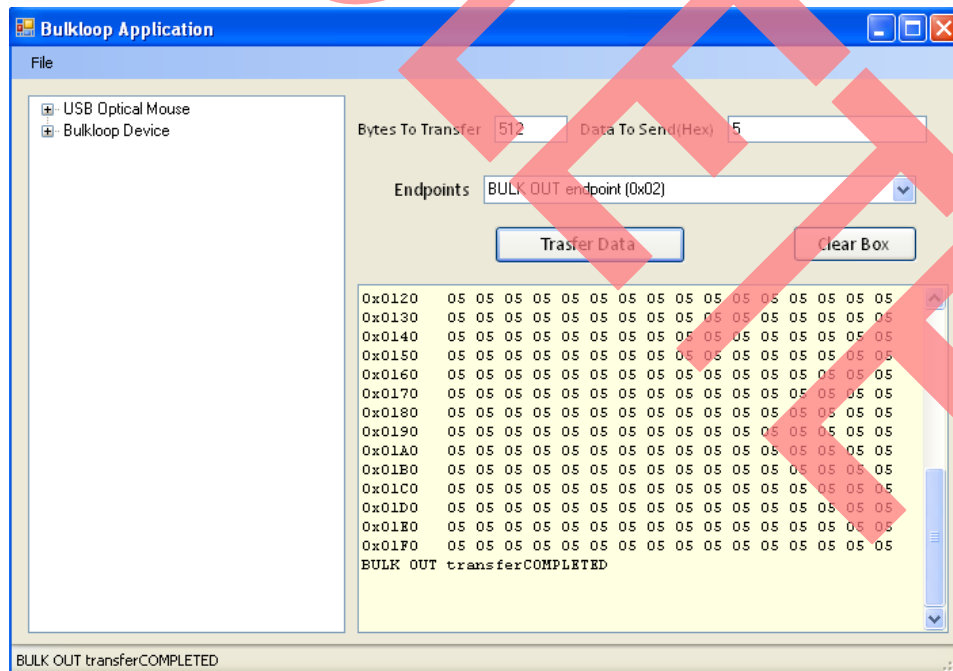 Bulkloop Application
File
USB Optical Mouse
Bulkloop Device
Bytes To Transfer 512 Data To Send(Hex) 5
Endpoints BULK OUT endpoint (0x02)
Trasfer Data Clear Box
0x0120 05 05 05 05 05 05 05 05 05 05 05 05 05 05 05 05
0x0130 05 05 05 05 05 05 05 05 05 05 05 05 05 05 05 05
0x0140 05 05 05 05 05 05 05 05 05 05 05 05 05 05 05 05
0x0150 05 05 05 05 05 05 05 05 05 05 05 05 05 05 05 05
0x0160 05 05 05 05 05 05 05 05 05 05 05 05 05 05 05 05
0x0170 05 05 05 05 05 05 05 05 05 05 05 05 05 05 05 05
0x0180 05 05 05 05 05 05 05 05 05 05 05 05 05 05 05 05
0x0190 05 05 05 05 05 05 05 05 05 05 05 05 05 05 05 05
0x01A0 05 05 05 05 05 05 05 05 05 05 05 05 05 05 05 05
0x01B0 05 05 05 05 05 05 05 05 05 05 05 05 05 05 05 05
0x01C0 05 05 05 05 05 05 05 05 05 05 05 05 05 05 05 05
0x01D0 05 05 05 05 05 05 05 05 05 05 05 05 05 05 05 05
0x01E0 05 05 05 05 05 05 05 05 05 05 05 05 05 05 05 05
0x01F0 05 05 05 05 05 05 05 05 05 05 05 05 05 05 05 05
BULK OUT transferCOMPLETED
BULK OUT transferCOMPLETED